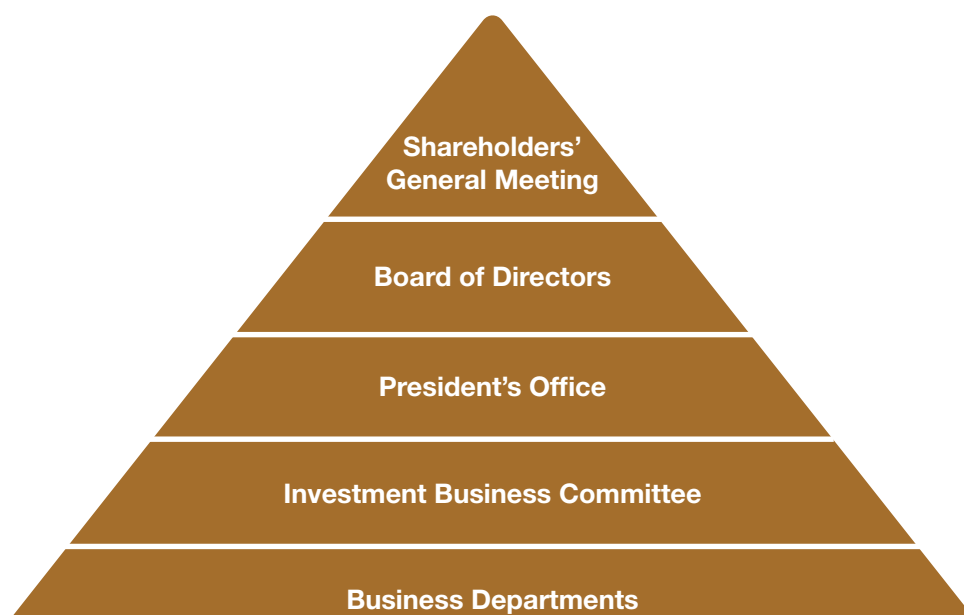 Shareholders’
General Meeting
Board of Directors
President’s Office
Investment Business Committee
Business Departments